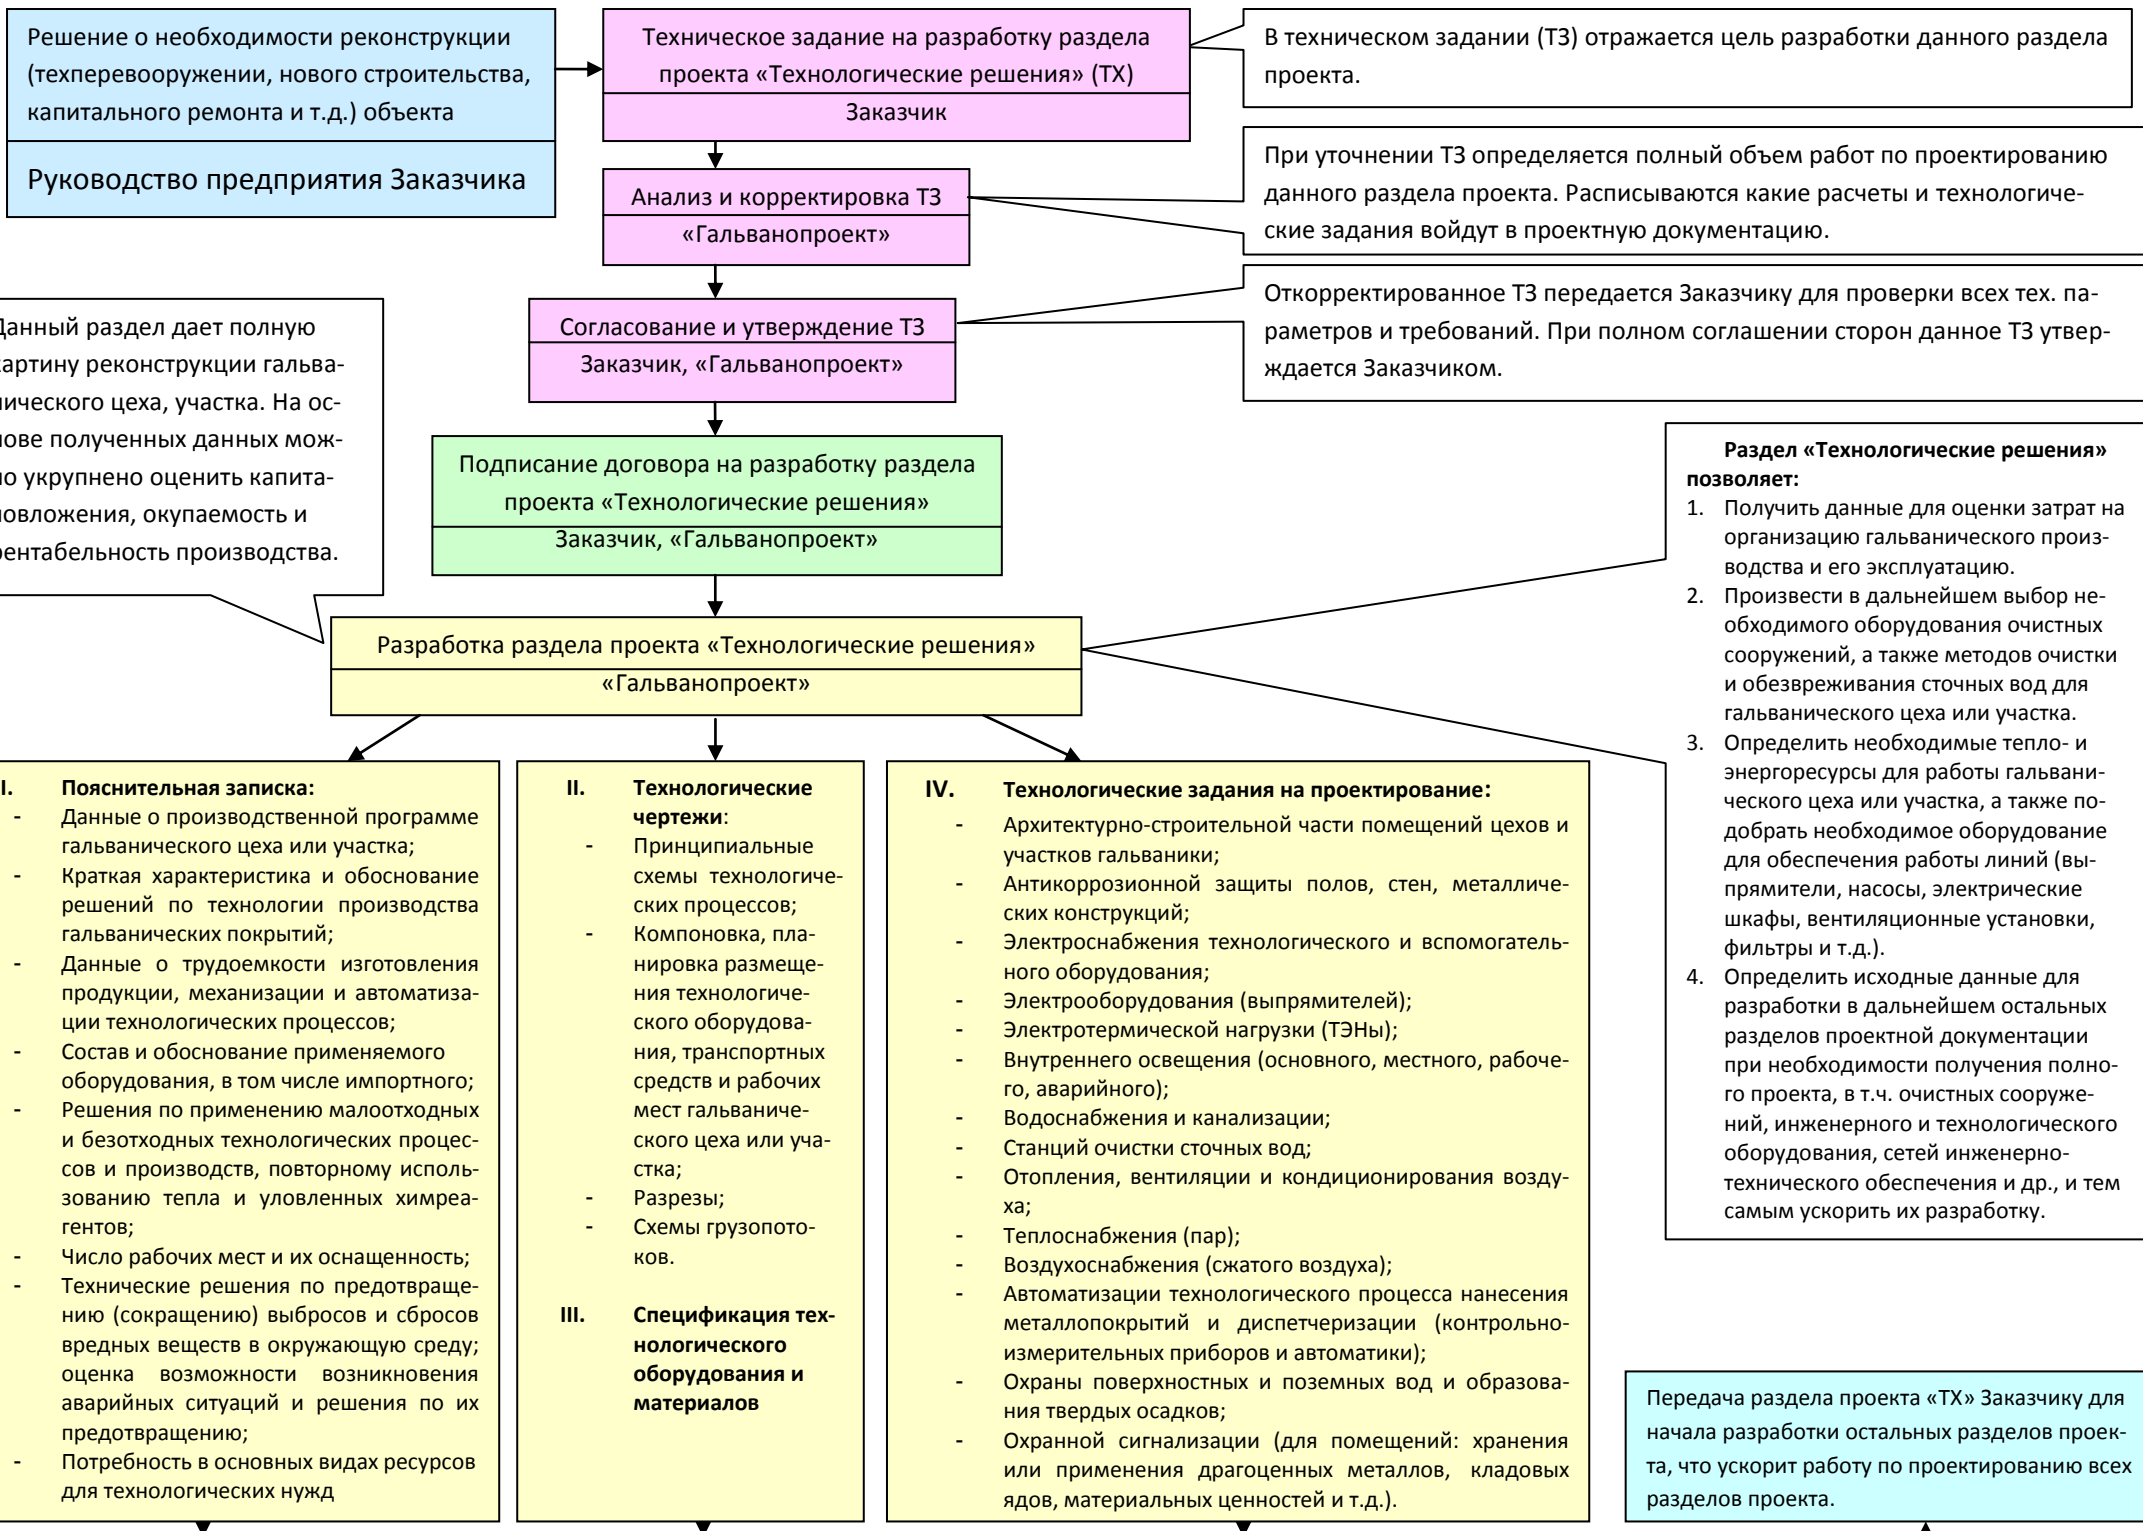 Решение о необходимости реконструкции
(техперевооружении, нового строительства,
капитального ремонта и т.д.) объекта
Руководство предприятия Заказчика
Техническое задание на разработку раздела
проекта «Технологические решения» (ТХ)
Заказчик
В техническом задании (ТЗ) отражается цель разработки данного раздела
проекта.
Анализ и корректировка ТЗ
«Гальванопроект»
При уточнении ТЗ определяется полный объем работ по проектированию
данного раздела проекта. Расписываются какие расчеты и технологиче-
ские задания войдут в проектную документацию.
Согласование и утверждение ТЗ
Заказчик, «Гальванопроект»
Откорректированное ТЗ передается Заказчику для проверки всех тех. па-
раметров и требований. При полном соглашении сторон данное ТЗ утвер-
ждается Заказчиком.
Данный раздел дает полную
картину реконструкции гальва-
нического цеха, участка. На ос-
нове полученных данных мож-
но укрупнено оценить капита-
ловложения, окупаемость и
рентабельность производства.
Подписание договора на разработку раздела
проекта «Технологические решения»
Заказчик, «Гальванопроект»
Разработка раздела проекта «Технологические решения»
«Гальванопроект»
Раздел «Технологические решения»
позволяет:
1. Получить данные для оценки затрат на
организацию гальванического произ-
водства и его эксплуатацию.
2. Произвести в дальнейшем выбор не-
обходимого оборудования очистных
сооружений, а также методов очистки
и обезвреживания сточных вод для
гальванического цеха или участка.
3. Определить необходимые тепло- и
энергоресурсы для работы гальвани-
ческого цеха или участка, а также по-
добрать необходимое оборудование
для обеспечения работы линий (вы-
прямители, насосы, электрические
шкафы, вентиляционные установки,
фильтры и т.д.).
4. Определить исходные данные для
разработки в дальнейшем остальных
разделов проектной документации
при необходимости получения полно-
го проекта, в т.ч. очистных сооруже-
ний, инженерного и технологического
оборудования, сетей инженерно-
технического обеспечения и др., и тем
самым ускорить их разработку.
I. Пояснительная записка:
- Данные о производственной программе
гальванического цеха или участка;
- Краткая характеристика и обоснование
решений по технологии производства
гальванических покрытий;
- Данные о трудоемкости изготовления
продукции, механизации и автоматиза-
ции технологических процессов;
- Состав и обоснование применяемого
оборудования, в том числе импортного;
- Решения по применению малоотходных
и безотходных технологических процес-
сов и производств, повторному исполь-
зованию тепла и уловленных химреа-
гентов;
- Число рабочих мест и их оснащенность;
- Технические решения по предотвраще-
нию (сокращению) выбросов и сбросов
вредных веществ в окружающую среду;
оценка возможности возникновения
аварийных ситуаций и решения по их
предотвращению;
- Потребность в основных видах ресурсов
для технологических нужд
II. Технологические
чертежи:
- Принципиальные
схемы технологиче-
ских процессов;
- Компоновка, пла-
нировка размеще-
ния технологиче-
ского оборудова-
ния, транспортных
средств и рабочих
мест гальваниче-
ского цеха или уча-
стка;
- Разрезы;
- Схемы грузопото-
ков.
III. Спецификация тех-
нологического
оборудования и
материалов
IV. Технологические задания на проектирование:
- Архитектурно-строительной части помещений цехов и
участков гальваники;
- Антикоррозионной защиты полов, стен, металличе-
ских конструкций;
- Электроснабжения технологического и вспомогатель-
ного оборудования;
- Электрооборудования (выпрямителей);
- Электротермической нагрузки (ТЭНы);
- Внутреннего освещения (основного, местного, рабоче-
го, аварийного);
- Водоснабжения и канализации;
- Станций очистки сточных вод;
- Отопления, вентиляции и кондиционирования возду-
ха;
- Теплоснабжения (пар);
- Воздухоснабжения (сжатого воздуха);
- Автоматизации технологического процесса нанесения
металлопокрытий и диспетчеризации (контрольно-
измерительных приборов и автоматики);
- Охраны поверхностных и поземных вод и образова-
ния твердых осадков;
- Охранной сигнализации (для помещений: хранения
или применения драгоценных металлов, кладовых
ядов, материальных ценностей и т.д.).
Передача раздела проекта «ТХ» Заказчику для
начала разработки остальных разделов проек-
та, что ускорит работу по проектированию всех
разделов проекта.